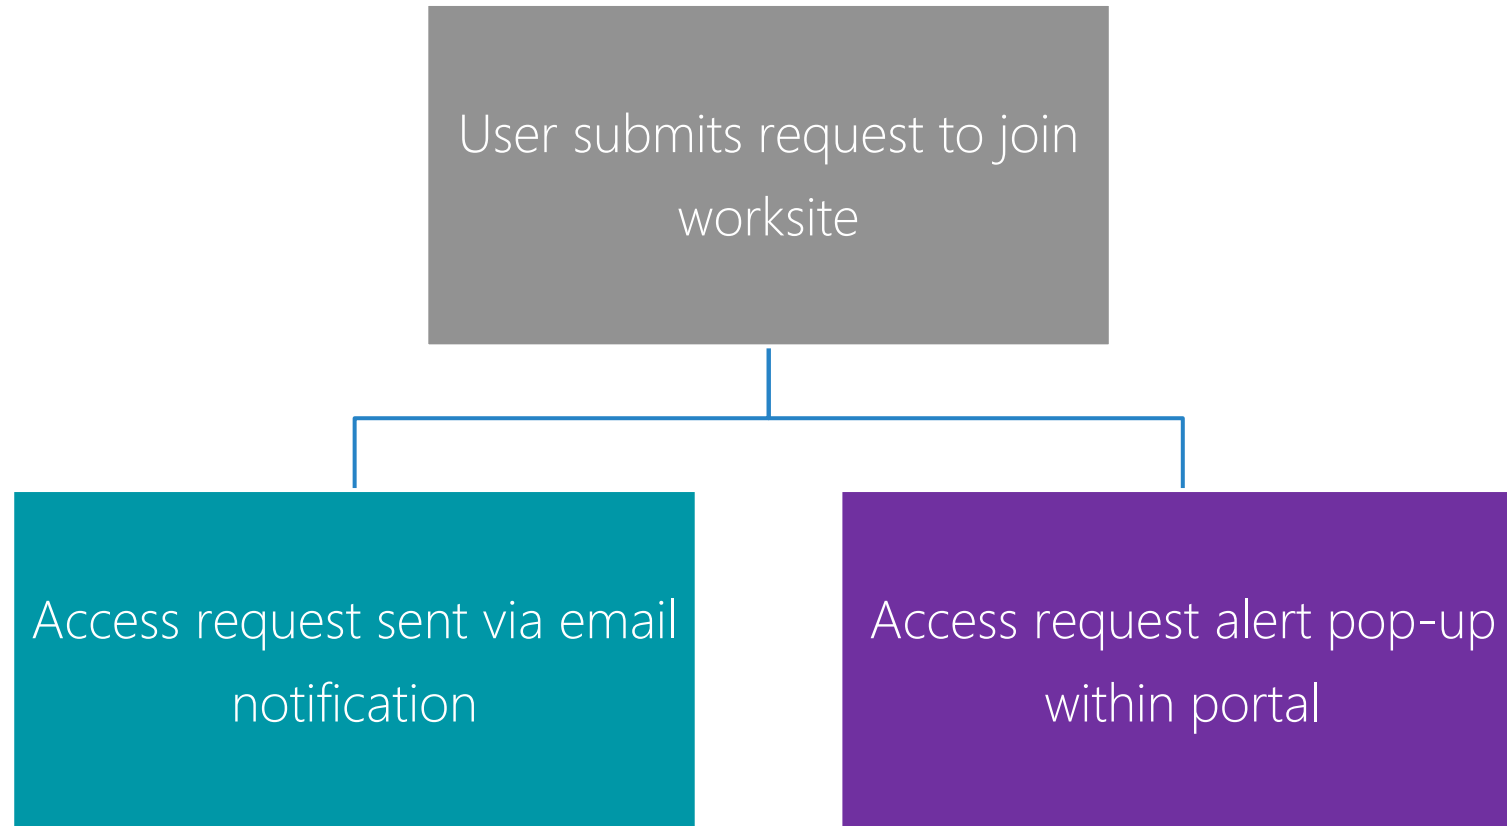 User submits request to join
worksite
Access request sent via email
notification
Access request alert pop-up
within portal